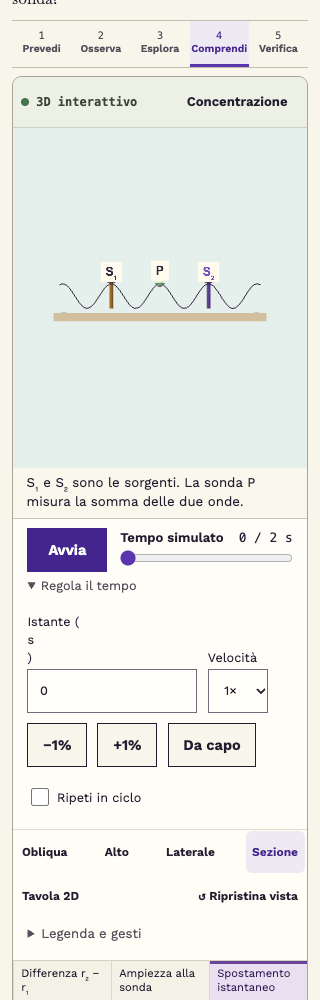 sonda?
1 2 3 4 5
Prevedi Osserva Esplora Comprendi Verifica
3D interattivo Concentrazione
S₁ P S₂
S₁ e S₂ sono le sorgenti. La sonda P
misura la somma delle due onde.
Avvia Tempo simulato 0 / 2 s
▼ Regola il tempo
Istante (
s
) Velocità
0 1×
−1% +1% Da capo
Ripeti in ciclo
Obliqua Alto Laterale Sezione
Tavola 2D ↺ Ripristina vista
▶ Legenda e gesti
Differenza r₂ − Ampiezza alla Spostamento
r₁ sonda istantaneo